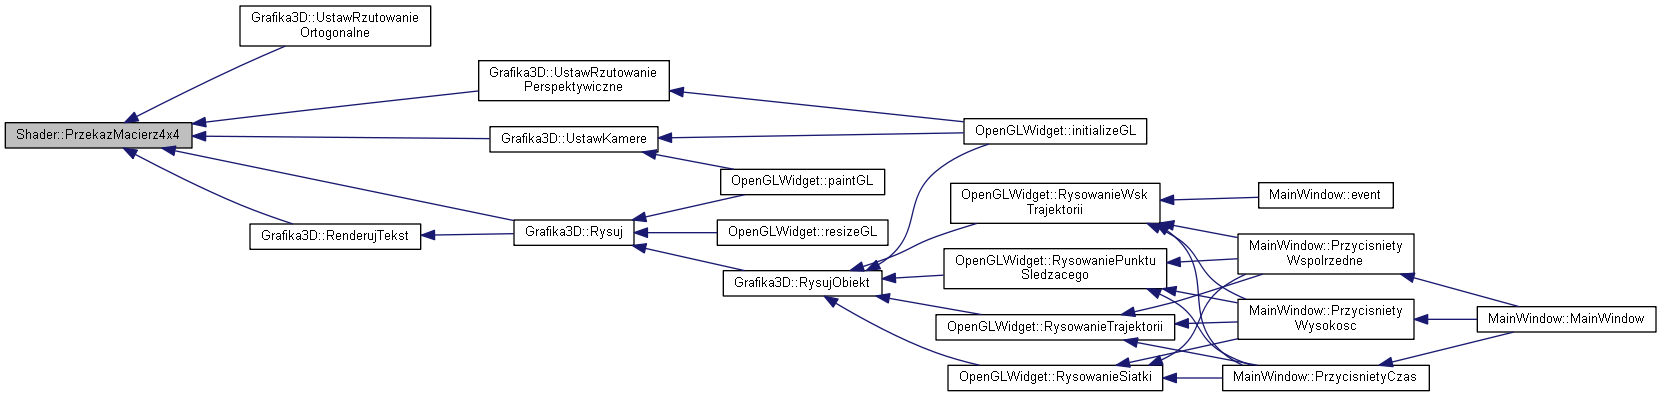 Grafika3D::UstawRzutowanie
Ortogonalne
Grafika3D::UstawRzutowanie
Perspektywiczne
Shader::PrzekazMacierz4x4
Grafika3D::UstawKamere
OpenGLWidget::initializeGL
OpenGLWidget::paintGL
OpenGLWidget::RysowanieWsk
Trajektorii
MainWindow::event
Grafika3D::RenderujTekst
Grafika3D::Rysuj
OpenGLWidget::resizeGL
MainWindow::Przycisniety
Wspolrzedne
OpenGLWidget::RysowaniePunktu
Sledzacego
Grafika3D::RysujObiekt
MainWindow::Przycisniety
Wysokosc
OpenGLWidget::RysowanieTrajektorii
MainWindow::MainWindow
OpenGLWidget::RysowanieSiatki
MainWindow::PrzycisnietyCzas